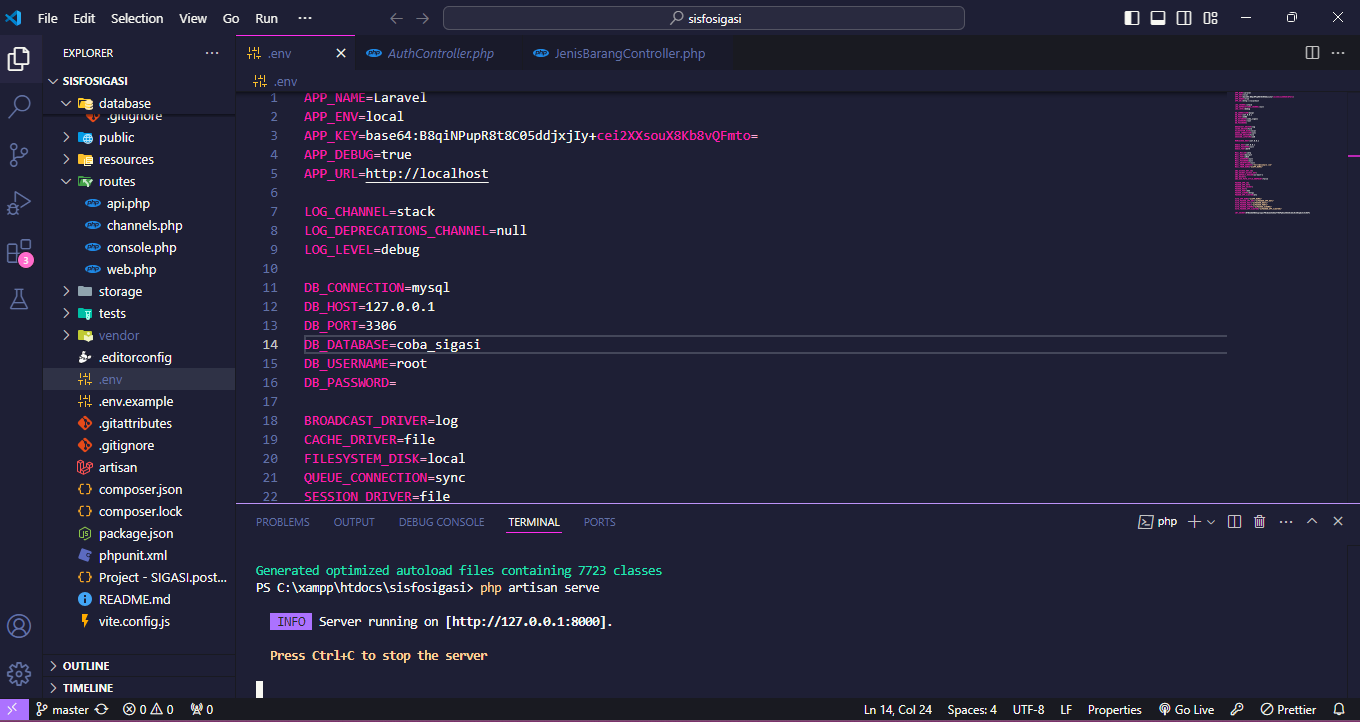 File Edit Selection View Go Run ···
sisfosigasi
EXPLORER ···
SISFOSIGASI
database
.gitignore
public
resources
routes
api.php
channels.php
console.php
web.php
storage
tests
vendor
.editorconfig
.env
.env.example
.gitattributes
.gitignore
artisan
composer.json
composer.lock
package.json
phpunit.xml
Project - SIGASI.post...
README.md
vite.config.js
OUTLINE
TIMELINE
3
.env AuthController.php JenisBarangController.php
.env
1 APP_NAME=Laravel
2 APP_ENV=local
3 APP_KEY=base64:B8qiNPupR8t8C05ddjxjIy+cei2XXsouX8Kb8vQFmto=
4 APP_DEBUG=true
5 APP_URL=http://localhost
6
7 LOG_CHANNEL=stack
8 LOG_DEPRECATIONS_CHANNEL=null
9 LOG_LEVEL=debug
10
11 DB_CONNECTION=mysql
12 DB_HOST=127.0.0.1
13 DB_PORT=3306
14 DB_DATABASE=coba_sigasi
15 DB_USERNAME=root
16 DB_PASSWORD=
17
18 BROADCAST_DRIVER=log
19 CACHE_DRIVER=file
20 FILESYSTEM_DISK=local
21 QUEUE_CONNECTION=sync
22 SESSION_DRIVER=file
PROBLEMS OUTPUT DEBUG CONSOLE TERMINAL PORTS
php
Generated optimized autoload files containing 7723 classes
PS C:\xampp\htdocs\sisfosigasi> php artisan serve
INFO Server running on [http://127.0.0.1:8000].
Press Ctrl+C to stop the server
master 0 0 0 Ln 14, Col 24 Spaces: 4 UTF-8 LF Properties Go Live Prettier